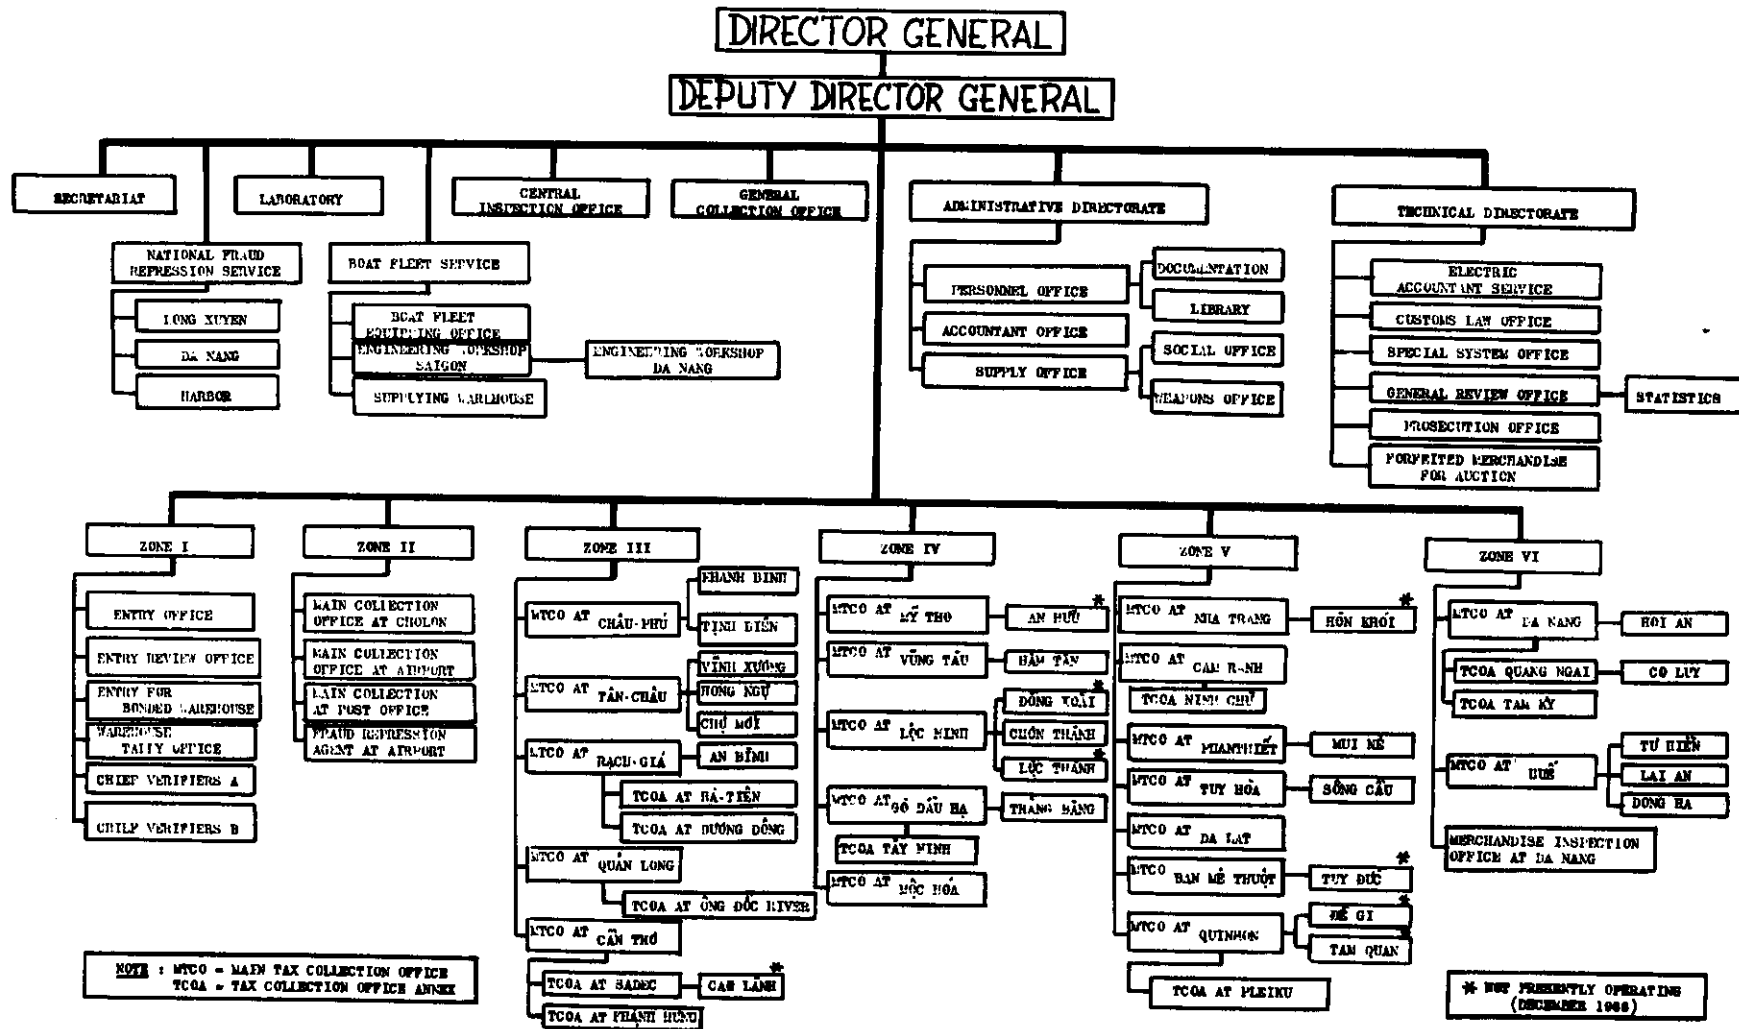 DIRECTOR GENERAL
DEPUTY DIRECTOR GENERAL
SECRETARIAT
LABORATORY
CENTRAL
INSPECTION OFFICE
GENERAL
COLLECTION OFFICE
ADMINISTRATIVE DIRECTORATE
TECHNICAL DIRECTORATE
NATIONAL FRAUD
REPRESSION SERVICE
LONG XUYEN
DA NANG
HARBOR
BOAT FLEET SERVICE
BOAT FLEET
EQUIPPING OFFICE
ENGINEERING WORKSHOP
SAIGON
ENGINEERING WORKSHOP
DA NANG
SUPPLYING WAREHOUSE
PERSONNEL OFFICE
DOCUMENTATION
LIBRARY
ACCOUNTANT OFFICE
SUPPLY OFFICE
SOCIAL OFFICE
WEAPONS OFFICE
ELECTRIC
ACCOUNTANT SERVICE
CUSTOMS LAW OFFICE
SPECIAL SYSTEM OFFICE
GENERAL REVIEW OFFICE
STATISTICS
PROSECUTION OFFICE
FORFEITED MERCHANDISE
FOR AUCTION
ZONE I
ENTRY OFFICE
ENTRY REVIEW OFFICE
ENTRY FOR
BONDED WAREHOUSE
WAREHOUSE
TALLY OFFICE
CHIEF VERIFIERS A
CHIEF VERIFIERS B
ZONE II
MAIN COLLECTION
OFFICE AT CHOLON
MAIN COLLECTION
OFFICE AT AIRPORT
MAIN COLLECTION
AT POST OFFICE
FRAUD REPRESSION
AGENT AT AIRPORT
ZONE III
MTCO AT CHÂU-PHÚ
KHANH BINH
TỊNH BIÊN
MTCO AT TÂN-CHÂU
VĨNH XƯƠNG
HỒNG NGỰ
CHỢ MỚI
MTCO AT RẠCH-GIÁ
AN BÌNH
TCOA AT HÀ-TIÊN
TCOA AT DƯƠNG ĐÔNG
MTCO AT QUẢN LONG
TCOA AT ÔNG ĐỐC RIVER
MTCO AT CẦN THƠ
TCOA AT SADEC
CAO LÃNH *
TCOA AT KHÁNH HƯNG
ZONE IV
MTCO AT MỸ THO
AN HỮU *
MTCO AT VŨNG TÀU
HÀM TÂN
MTCO AT LỘC NINH
ĐỒNG XOÀI *
CHƠN THÀNH
LỘC THÀNH *
MTCO AT GÒ DẦU HẠ
TRẢNG BÀNG
TCOA TÂY NINH
MTCO AT MỘC HÓA
ZONE V
MTCO AT NHA TRANG
HÒN KHÓI *
MTCO AT CAM RANH
TCOA NINH CHỮ
MTCO AT PHANTHIẾT
MUI NÉ
MTCO AT TUY HÒA
SÔNG CẦU
MTCO AT DA LAT
MTCO BAN MÊ THUỘT
TUY ĐỨC *
MTCO AT QUINHON
ĐỀ GI *
TAM QUAN *
TCOA AT PLEIKU
ZONE VI
MTCO AT DA NANG
HOI AN
TCOA QUANG NGAI
CO LUY
TCOA TAM KỲ
MTCO AT HUẾ
TƯ HIỀN
LAI AN
DONG HA
MERCHANDISE INSPECTION
OFFICE AT DA NANG
NOTE : MTCO = MAIN TAX COLLECTION OFFICE
TCOA = TAX COLLECTION OFFICE ANNEX
* NOT PRESENTLY OPERATING
(DECEMBER 1966)